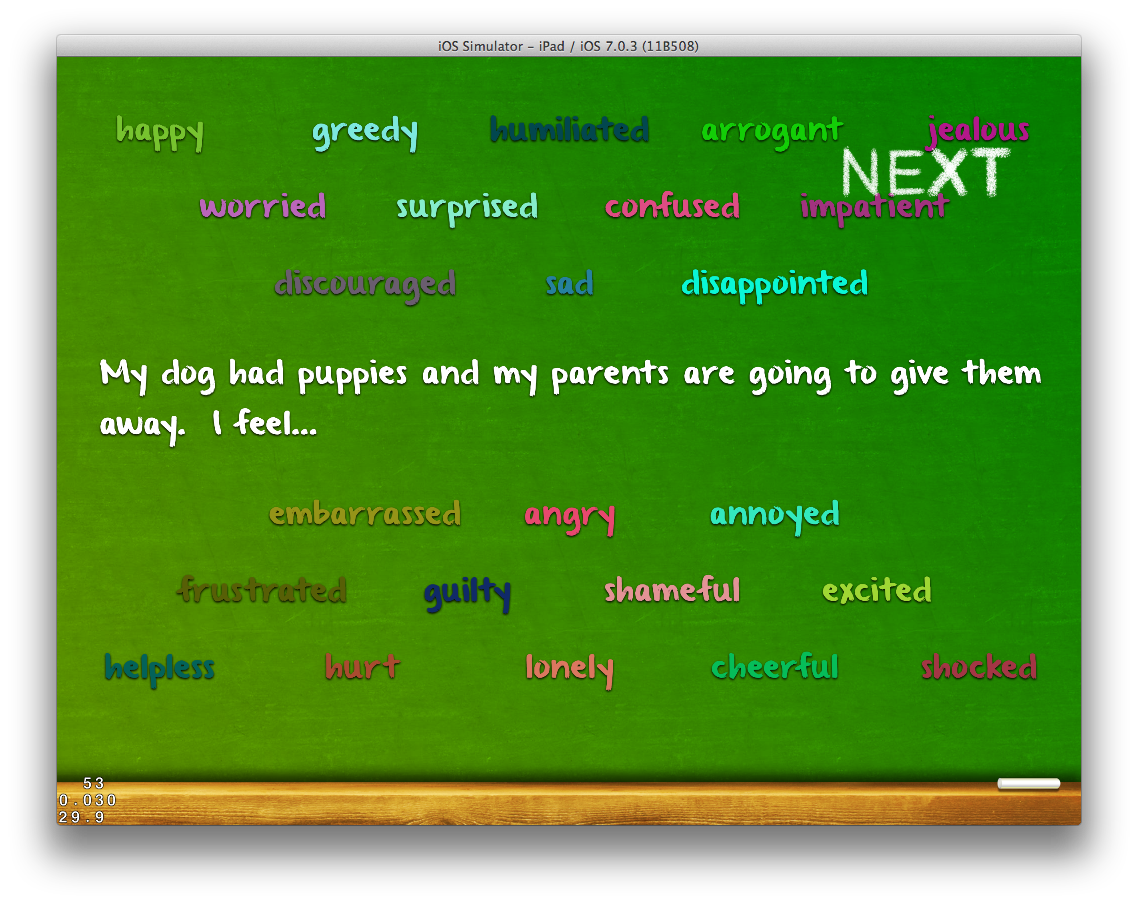 iOS Simulator - iPad / iOS 7.0.3 (11B508)
happy greedy humiliated arrogant jealous
NEXT
worried surprised confused impatient
discouraged sad disappointed
My dog had puppies and my parents are going to give them
away. I feel...
embarrassed angry annoyed
frustrated guilty shameful excited
helpless hurt lonely cheerful shocked
53
0.030
29.9